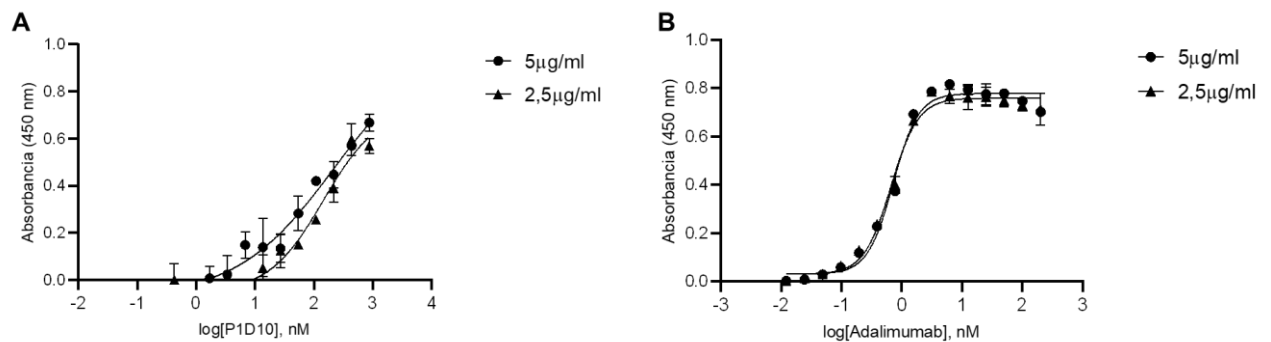 A
Absorbancia (450 nm)
1.0
0.8
0.6
0.4
0.2
0.0
-2 -1 0 1 2 3 4
log[P1D10], nM
5µg/ml
2,5µg/ml
B
Absorbancia (450 nm)
1.0
0.8
0.6
0.4
0.2
0.0
-3 -2 -1 0 1 2 3
log[Adalimumab], nM
5µg/ml
2,5µg/ml